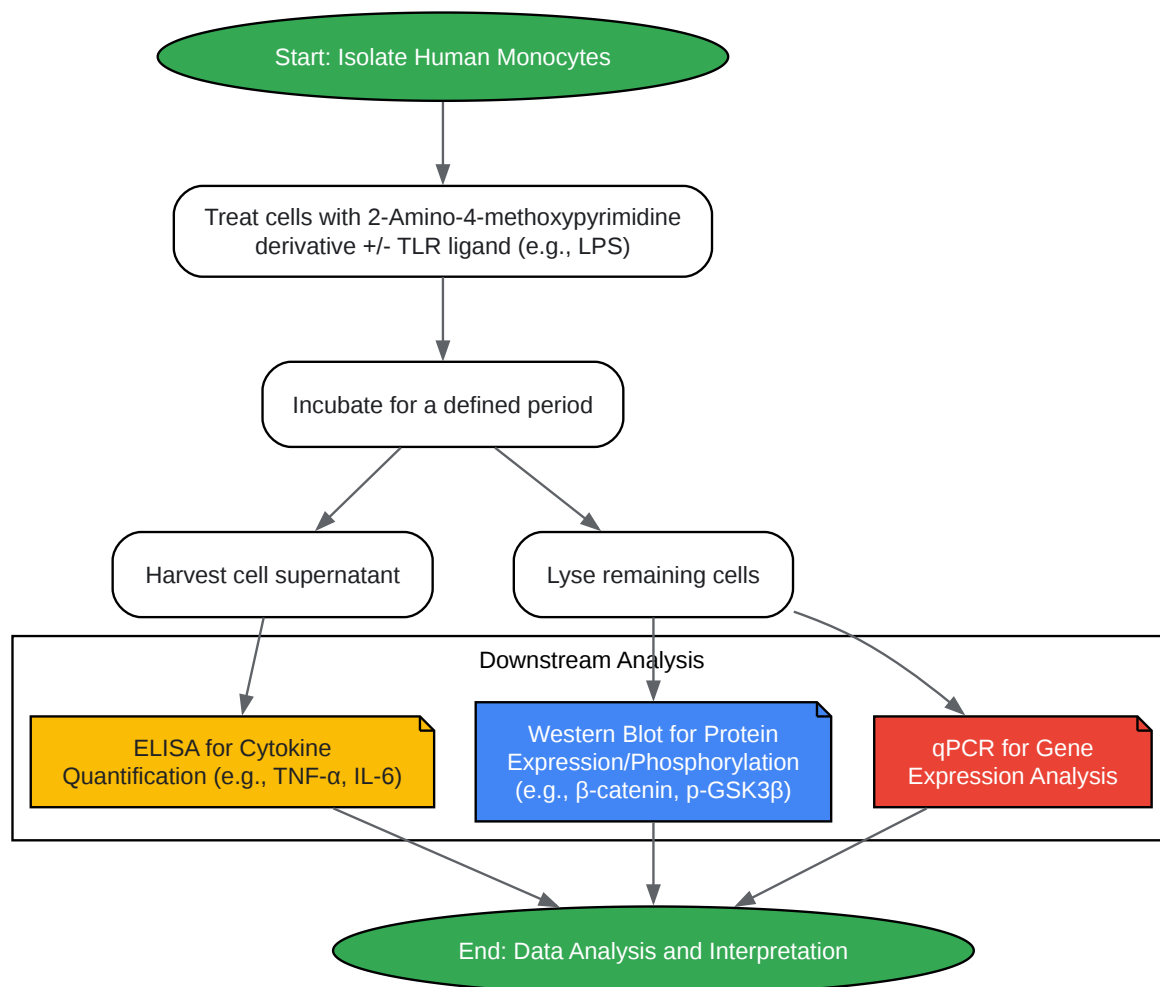 Start: Isolate Human Monocytes
Treat cells with 2-Amino-4-methoxypyrimidine
derivative +/- TLR ligand (e.g., LPS)
Incubate for a defined period
Harvest cell supernatant
Lyse remaining cells
Downstream Analysis
ELISA for Cytokine
Quantification (e.g., TNF-α, IL-6)
Western Blot for Protein
Expression/Phosphorylation
(e.g., β-catenin, p-GSK3β)
qPCR for Gene
Expression Analysis
End: Data Analysis and Interpretation